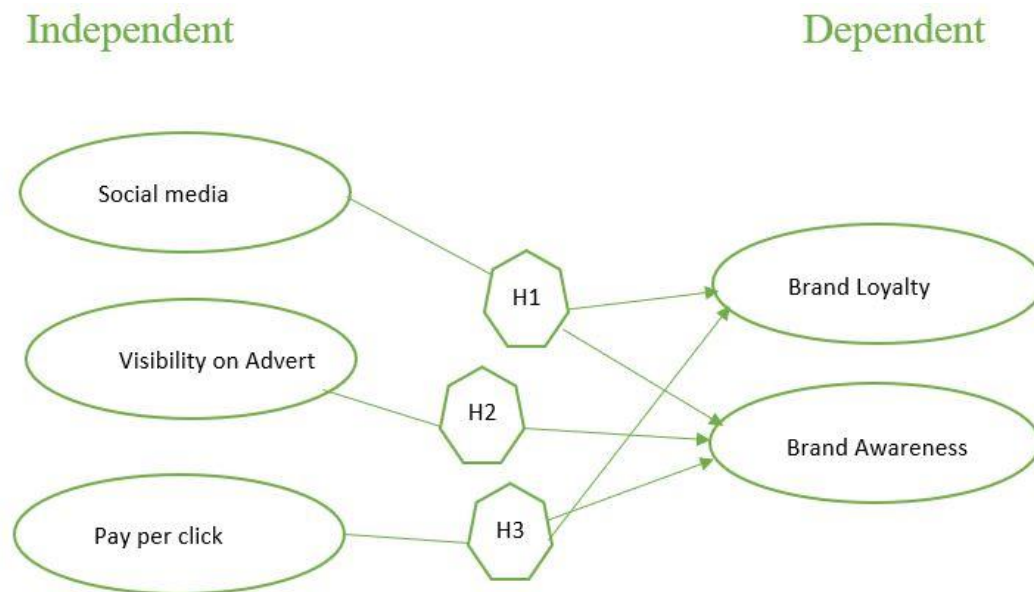 Independent
Dependent
Social media
H1
Brand Loyalty
Visibility on Advert
H2
Brand Awareness
Pay per click
H3